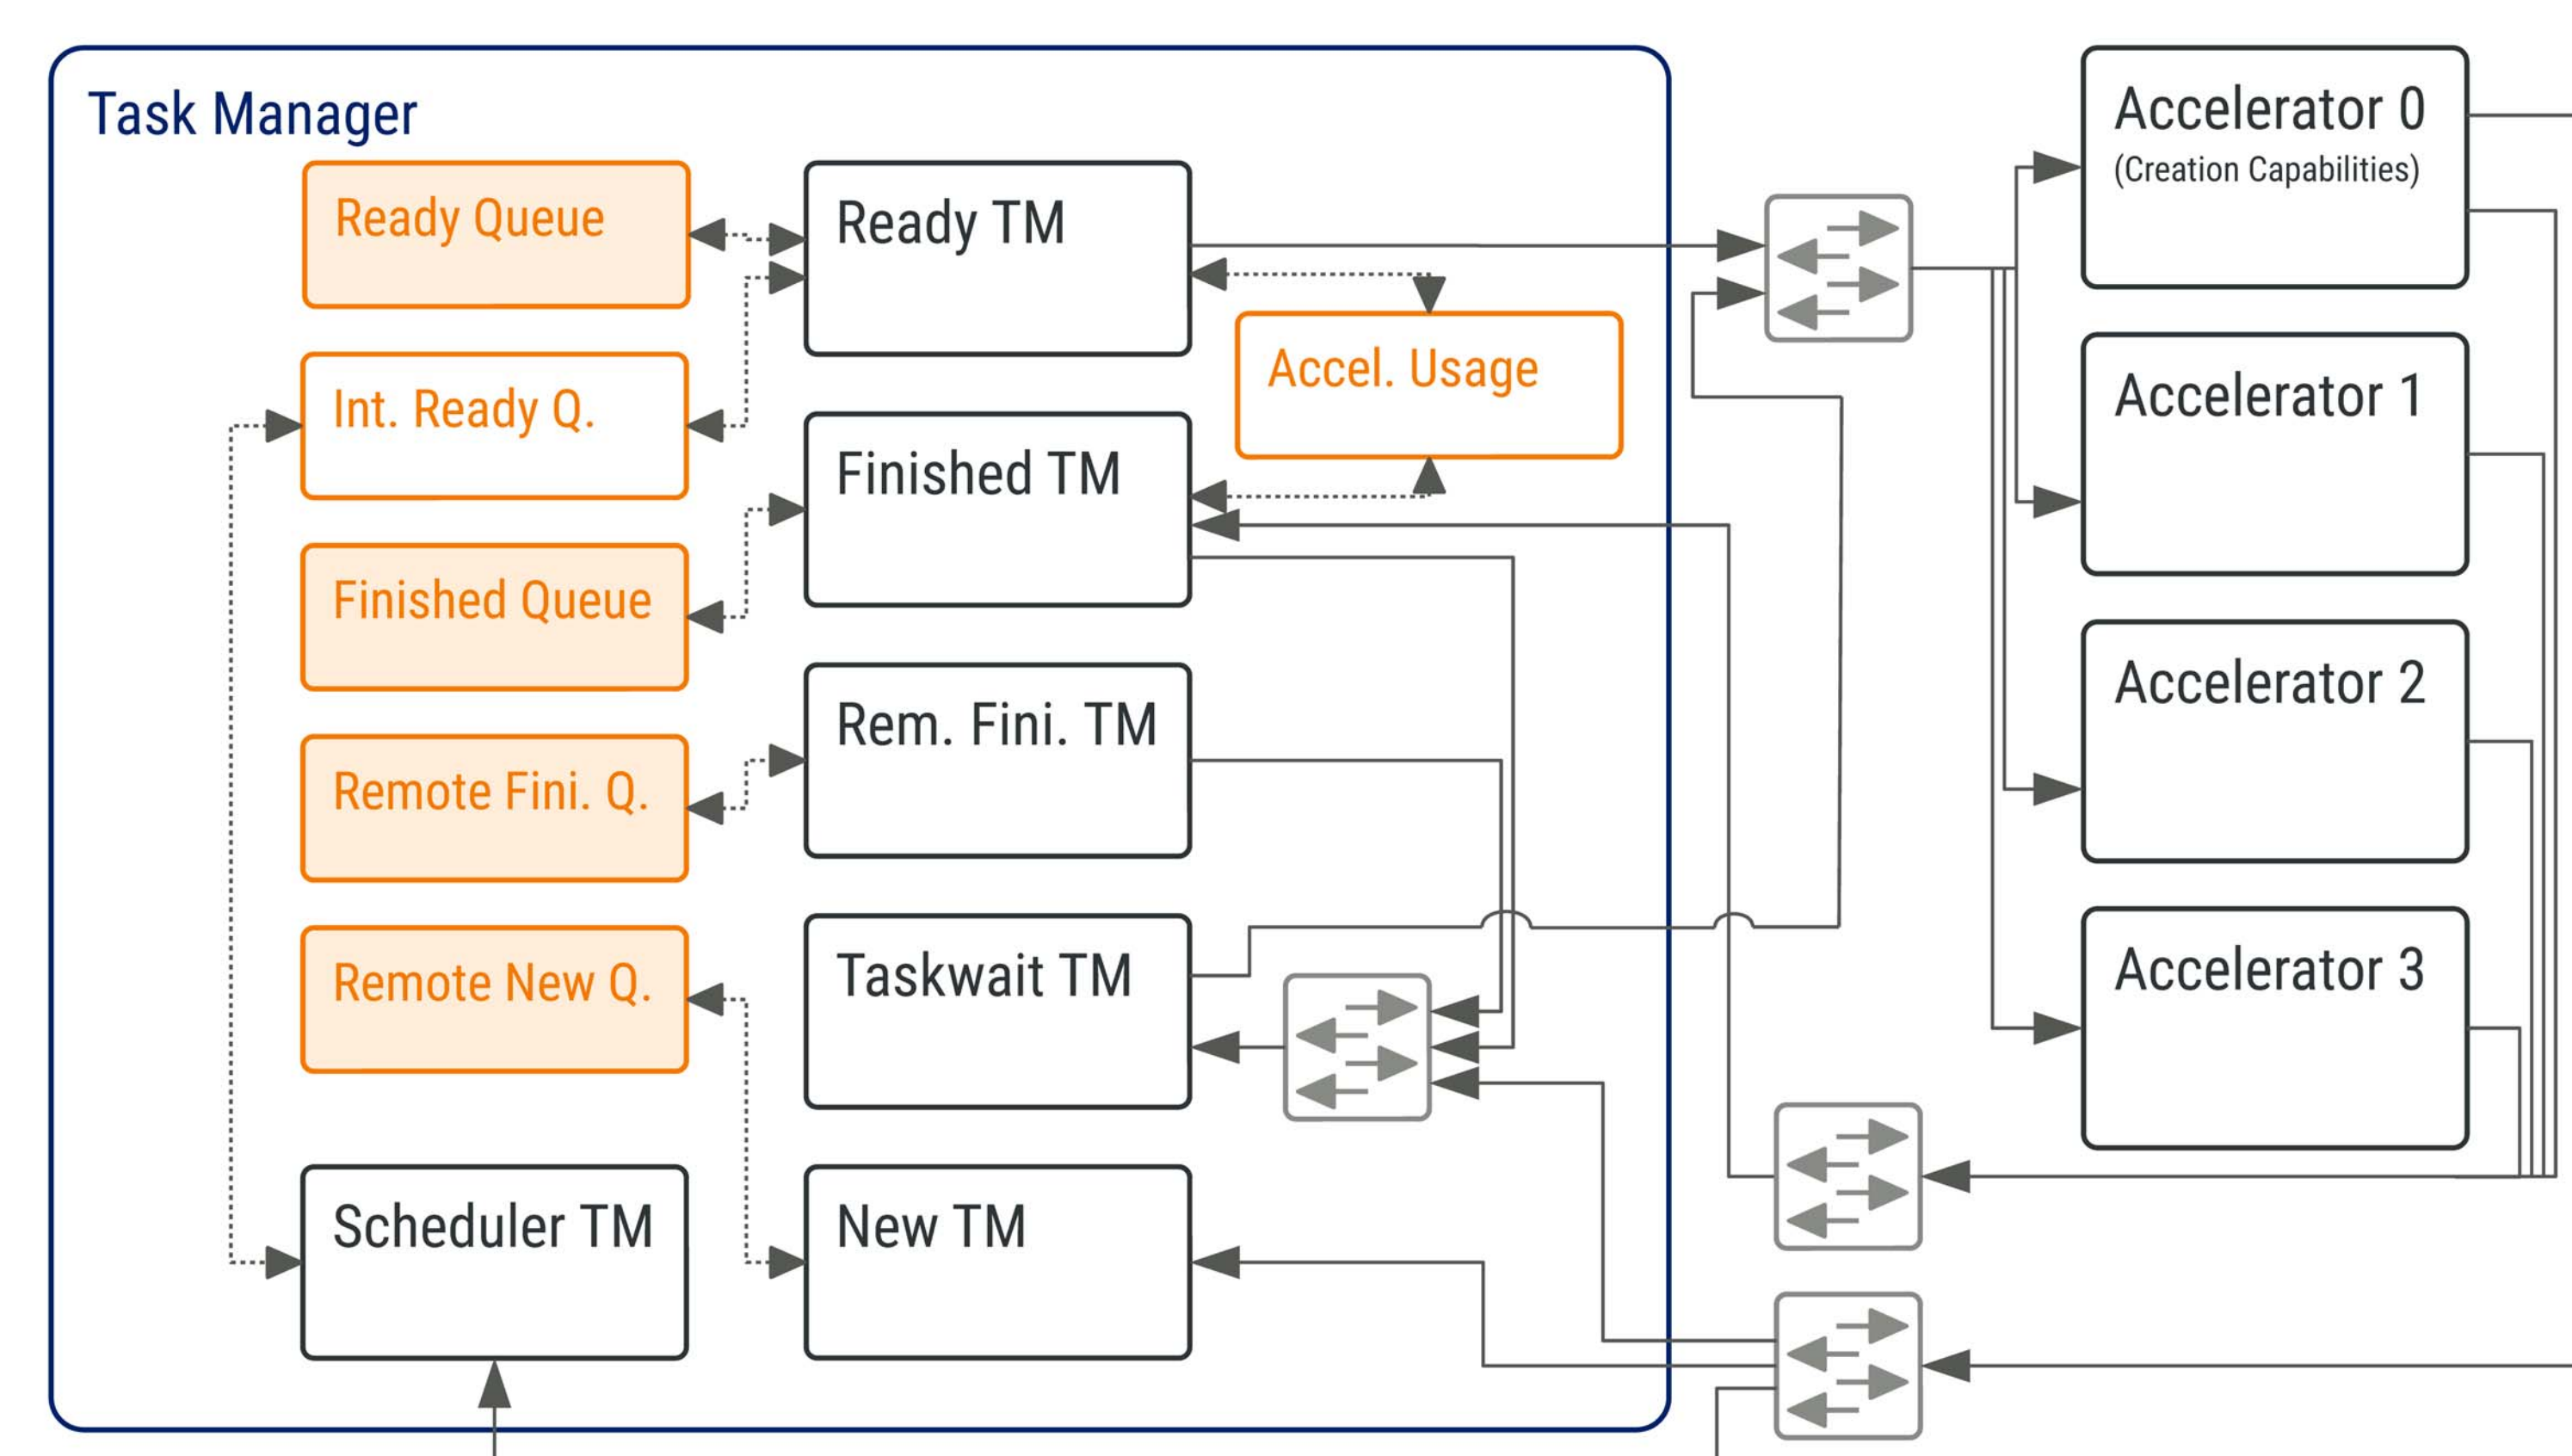 Task Manager
Ready Queue
Ready TM
Accelerator 0
(Creation Capabilities)
Int. Ready Q.
Accel. Usage
Accelerator 1
Finished TM
Finished Queue
Rem. Fini. TM
Accelerator 2
Remote Fini. Q.
Remote New Q.
Taskwait TM
Accelerator 3
Scheduler TM
New TM